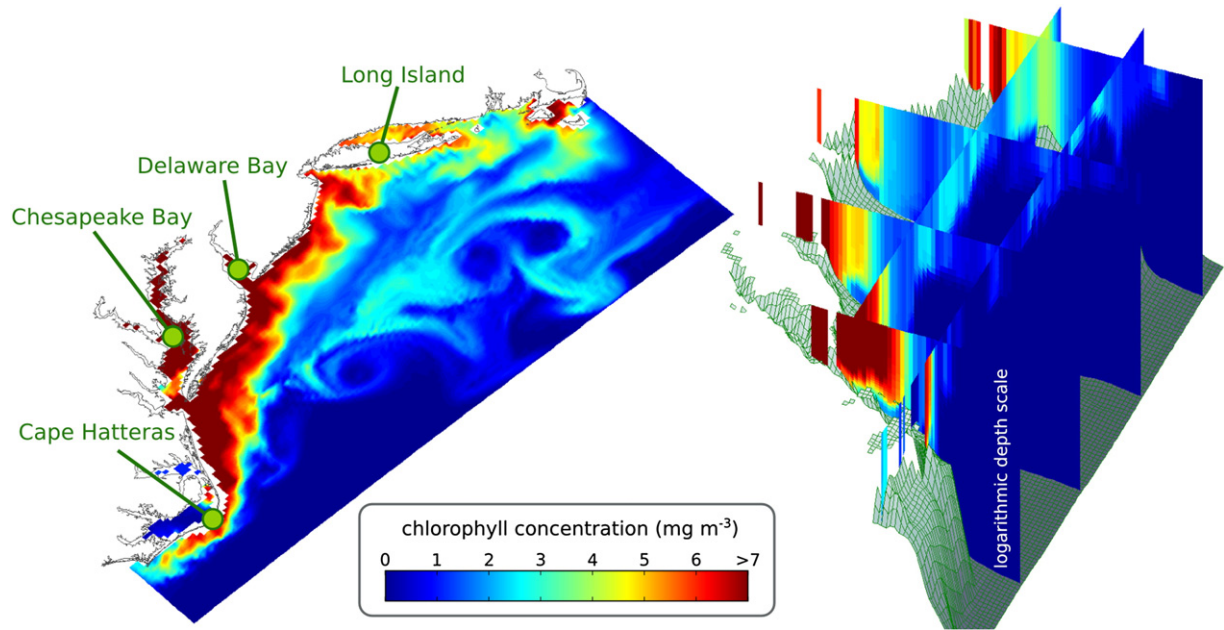 Long Island
Delaware Bay
Chesapeake Bay
Cape Hatteras
chlorophyll concentration (mg m⁻³)
0 1 2 3 4 5 6 >7
logarithmic depth scale